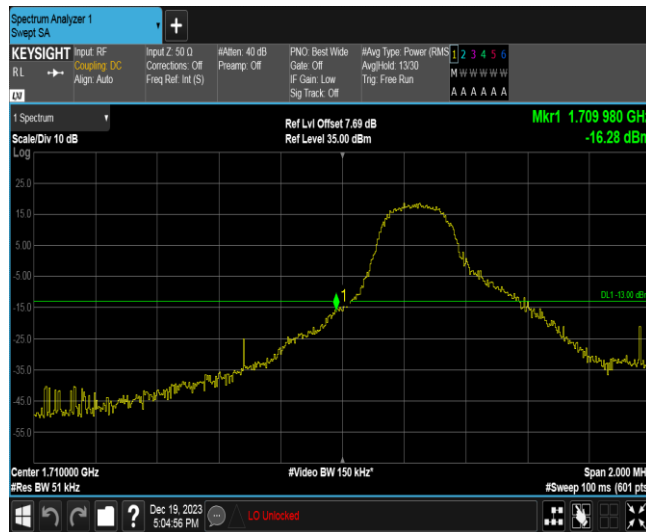 Spectrum Analyzer 1
Swept SA
+
KEYSIGHT
RL
LXI
Input: RF
Coupling: DC
Align: Auto
Input Z: 50 Ω
Corrections: Off
Freq Ref: Int (S)
#Atten: 40 dB
Preamp: Off
PNO: Best Wide
Gate: Off
IF Gain: Low
Sig Track: Off
#Avg Type: Power (RMS
Avg|Hold: 13/30
Trig: Free Run
1 2 3 4 5 6
M W W W W W
A A A A A A
1 Spectrum
Scale/Div 10 dB
Ref Lvl Offset 7.69 dB
Ref Level 35.00 dBm
Mkr1 1.709 980 GHz
-16.28 dBm
Log
25.0
15.0
5.00
-5.00
-15.0
-25.0
-35.0
-45.0
-55.0
1
DL1 -13.00 dBm
Center 1.710000 GHz
#Res BW 51 kHz
#Video BW 150 kHz*
Span 2.000 MH
#Sweep 100 ms (601 pts)
?
Dec 19, 2023
5:04:56 PM
LO Unlocked